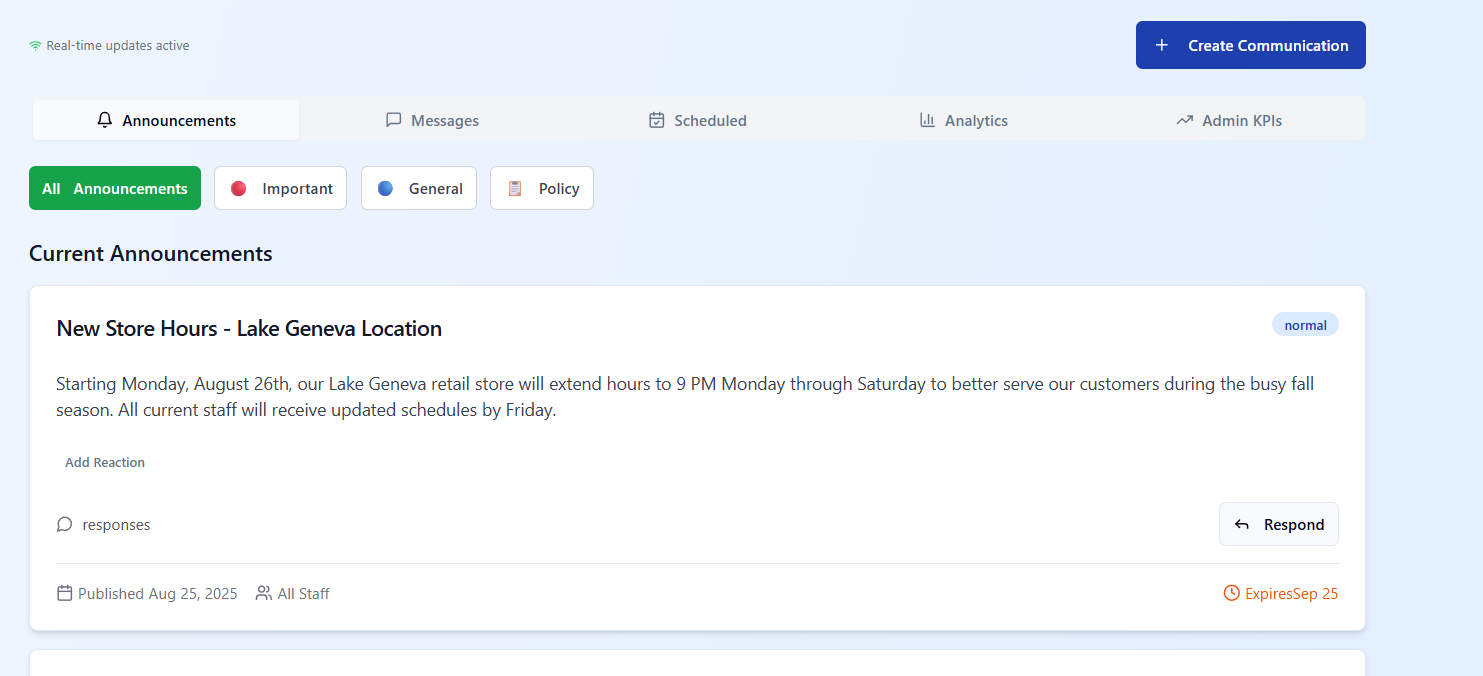 Real-time updates active
+ Create Communication
Announcements
Messages
Scheduled
Analytics
Admin KPIs
All Announcements
Important
General
Policy
Current Announcements
New Store Hours - Lake Geneva Location
normal
Starting Monday, August 26th, our Lake Geneva retail store will extend hours to 9 PM Monday through Saturday to better serve our customers during the busy fall
season. All current staff will receive updated schedules by Friday.
Add Reaction
responses
Respond
Published Aug 25, 2025
All Staff
ExpiresSep 25